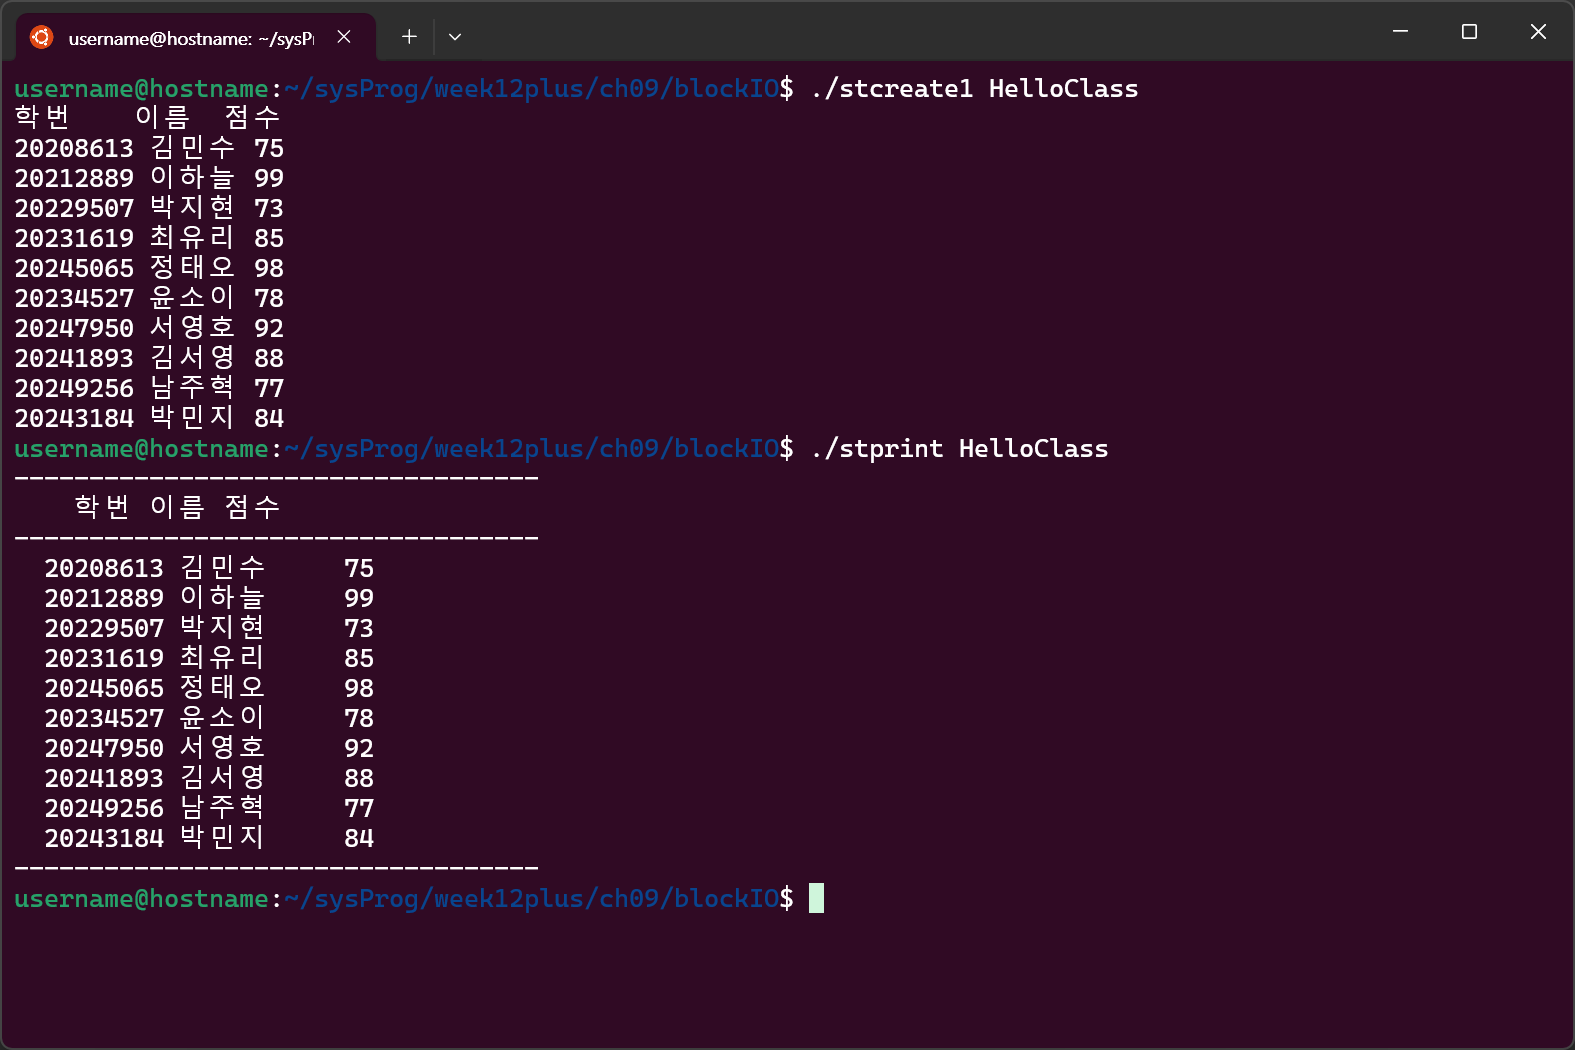 username@hostname: ~/sysPr
username@hostname:~/sysProg/week12plus/ch09/blockIO$ ./stcreate1 HelloClass
학번    이름  점수
20208613 김민수 75
20212889 이하늘 99
20229507 박지현 73
20231619 최유리 85
20245065 정태오 98
20234527 윤소이 78
20247950 서영호 92
20241893 김서영 88
20249256 남주혁 77
20243184 박민지 84
username@hostname:~/sysProg/week12plus/ch09/blockIO$ ./stprint HelloClass
-----------------------------------
    학번 이름 점수
-----------------------------------
  20208613 김민수     75
  20212889 이하늘     99
  20229507 박지현     73
  20231619 최유리     85
  20245065 정태오     98
  20234527 윤소이     78
  20247950 서영호     92
  20241893 김서영     88
  20249256 남주혁     77
  20243184 박민지     84
-----------------------------------
username@hostname:~/sysProg/week12plus/ch09/blockIO$